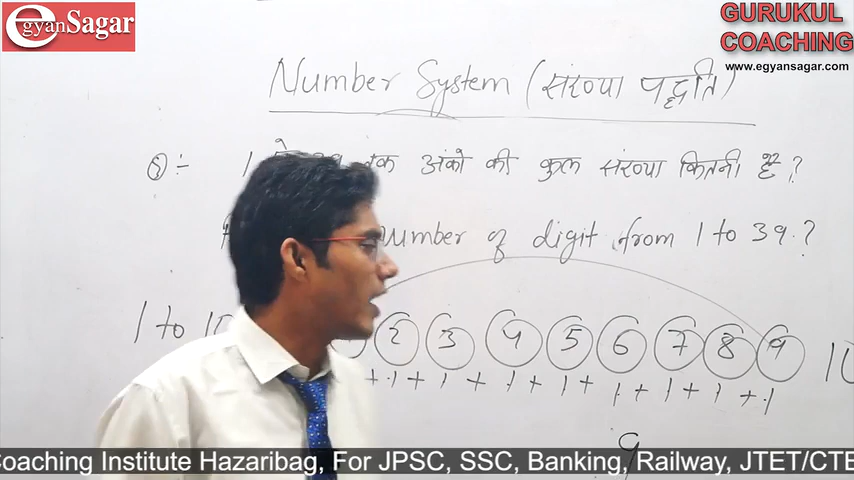 egyanSagar
GURUKUL
COACHING
www.egyansagar.com
Number System (संख्या पद्धति)
Q÷ 1 तक अंको की कुल संख्या कितनी है?
number of digit from 1 to 39.?
1 to 10 2 3 4 5 6 7 8 9 10
+ 1 + 1 + 1 + 1 + 1 + 1 + 1 + 1
9
Coaching Institute Hazaribag, For JPSC, SSC, Banking, Railway, JTET/CTE